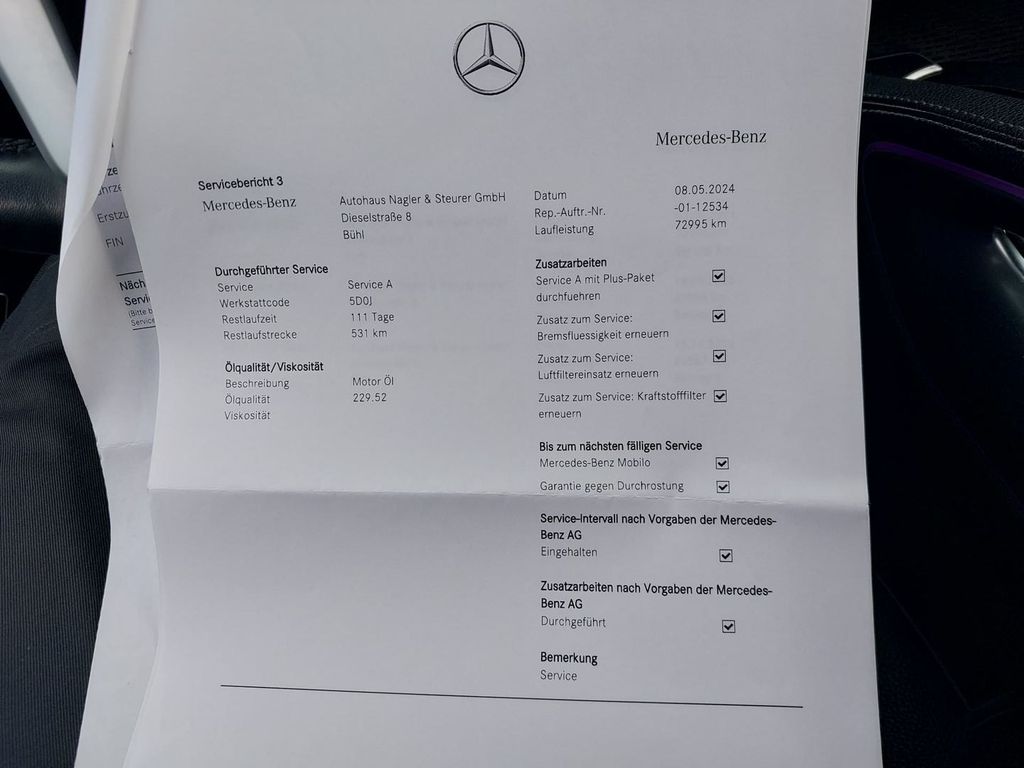 Mercedes-Benz
Servicebericht 3
Mercedes-Benz
Autohaus Nagler & Steurer GmbH
Dieselstraße 8
Bühl
Datum 08.05.2024
Rep.-Auftr.-Nr. -01-12534
Laufleistung 72995 km
Durchgeführter Service
Service Service A
Werkstattcode 5D0J
Restlaufzeit 111 Tage
Restlaufstrecke 531 km
Ölqualität/Viskosität
Beschreibung Motor Öl
Ölqualität 229.52
Viskosität
Zusatzarbeiten
Service A mit Plus-Paket
durchfuehren
Zusatz zum Service:
Bremsfluessigkeit erneuern
Zusatz zum Service:
Luftfiltereinsatz erneuern
Zusatz zum Service: Kraftstofffilter
erneuern
Bis zum nächsten fälligen Service
Mercedes-Benz Mobilo
Garantie gegen Durchrostung
Service-Intervall nach Vorgaben der Mercedes-
Benz AG
Eingehalten
Zusatzarbeiten nach Vorgaben der Mercedes-
Benz AG
Durchgeführt
Bemerkung
Service
Erstzu
FIN
Näch
Servi
(Bitte b
Service